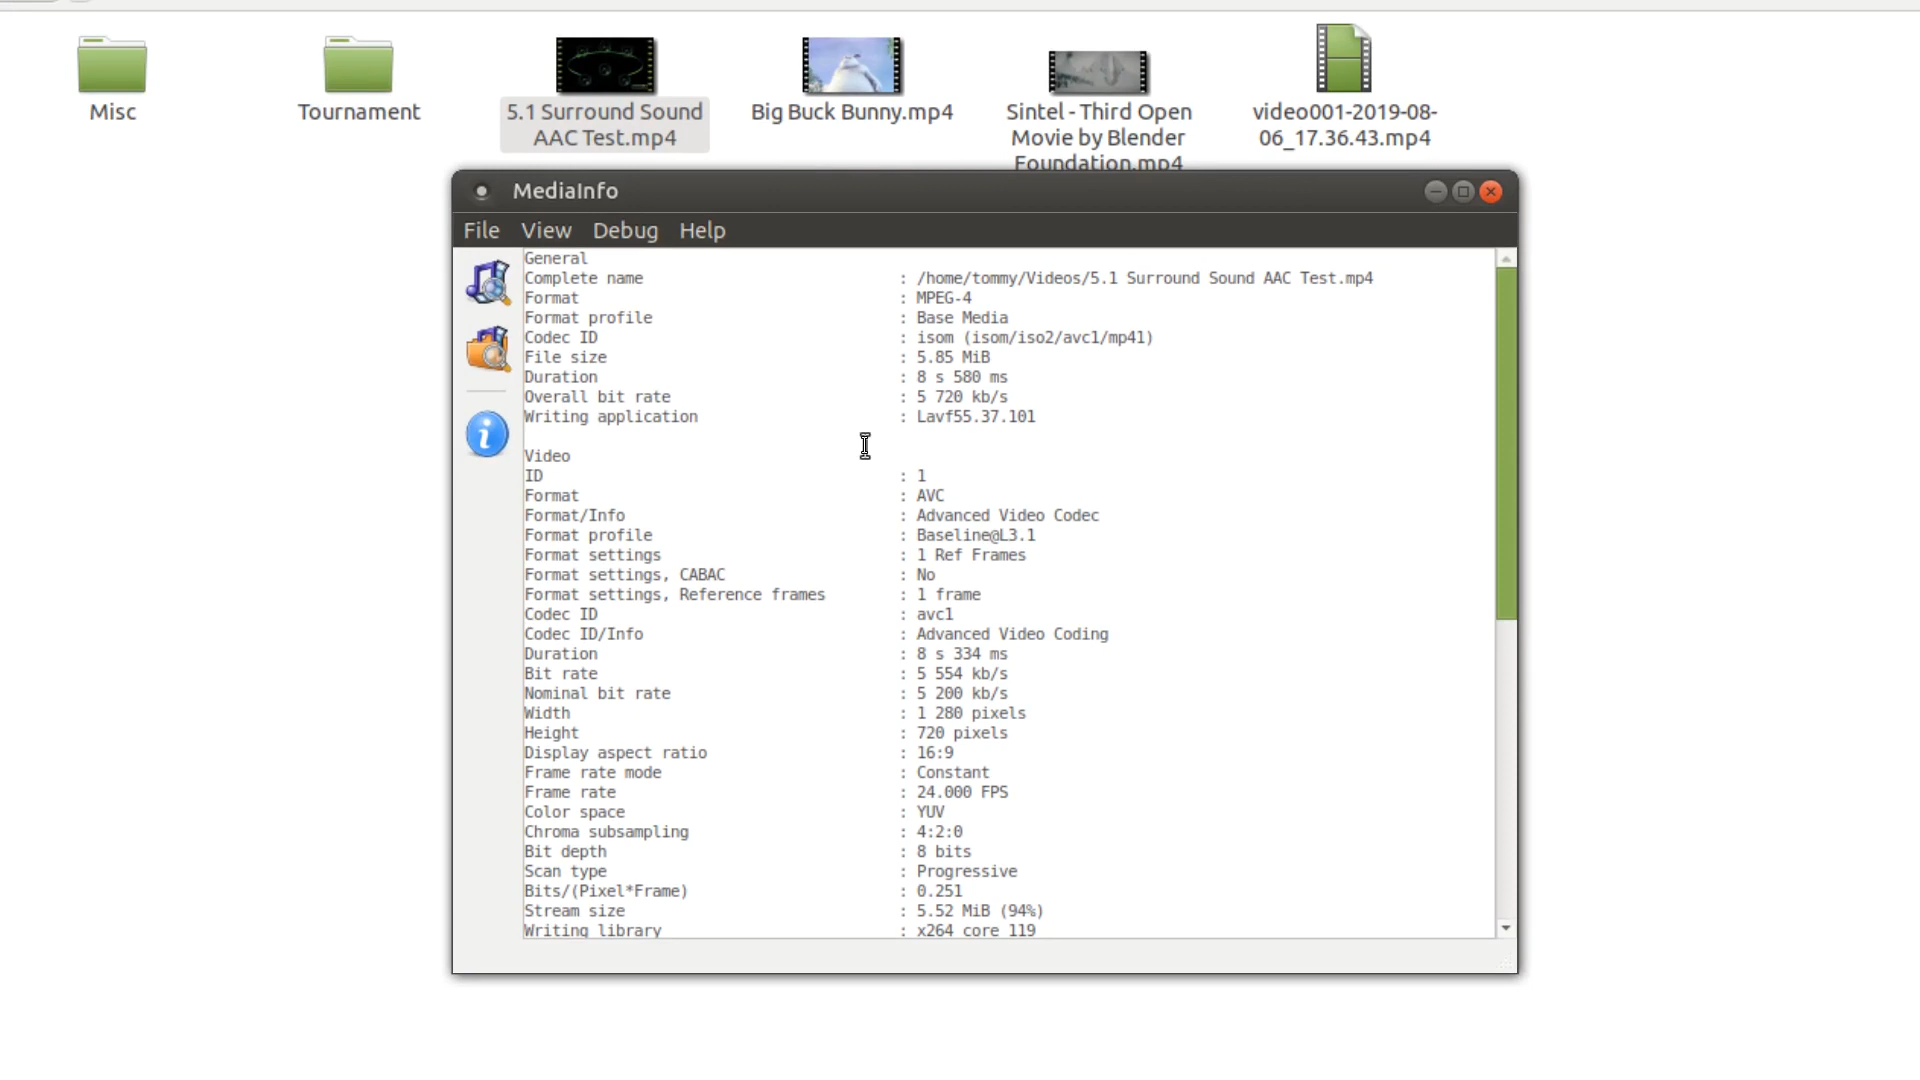 Misc
Tournament
5.1 Surround Sound
AAC Test.mp4
Big Buck Bunny.mp4
Sintel - Third Open
Movie by Blender
Foundation.mp4
video001-2019-08-
06_17.36.43.mp4
MediaInfo
File View Debug Help
General
Complete name : /home/tommy/Videos/5.1 Surround Sound AAC Test.mp4
Format : MPEG-4
Format profile : Base Media
Codec ID : isom (isom/iso2/avc1/mp41)
File size : 5.85 MiB
Duration : 8 s 580 ms
Overall bit rate : 5 720 kb/s
Writing application : Lavf55.37.101
Video
ID : 1
Format : AVC
Format/Info : Advanced Video Codec
Format profile : Baseline@L3.1
Format settings : 1 Ref Frames
Format settings, CABAC : No
Format settings, Reference frames : 1 frame
Codec ID : avc1
Codec ID/Info : Advanced Video Coding
Duration : 8 s 334 ms
Bit rate : 5 554 kb/s
Nominal bit rate : 5 200 kb/s
Width : 1 280 pixels
Height : 720 pixels
Display aspect ratio : 16:9
Frame rate mode : Constant
Frame rate : 24.000 FPS
Color space : YUV
Chroma subsampling : 4:2:0
Bit depth : 8 bits
Scan type : Progressive
Bits/(Pixel*Frame) : 0.251
Stream size : 5.52 MiB (94%)
Writing library : x264 core 119